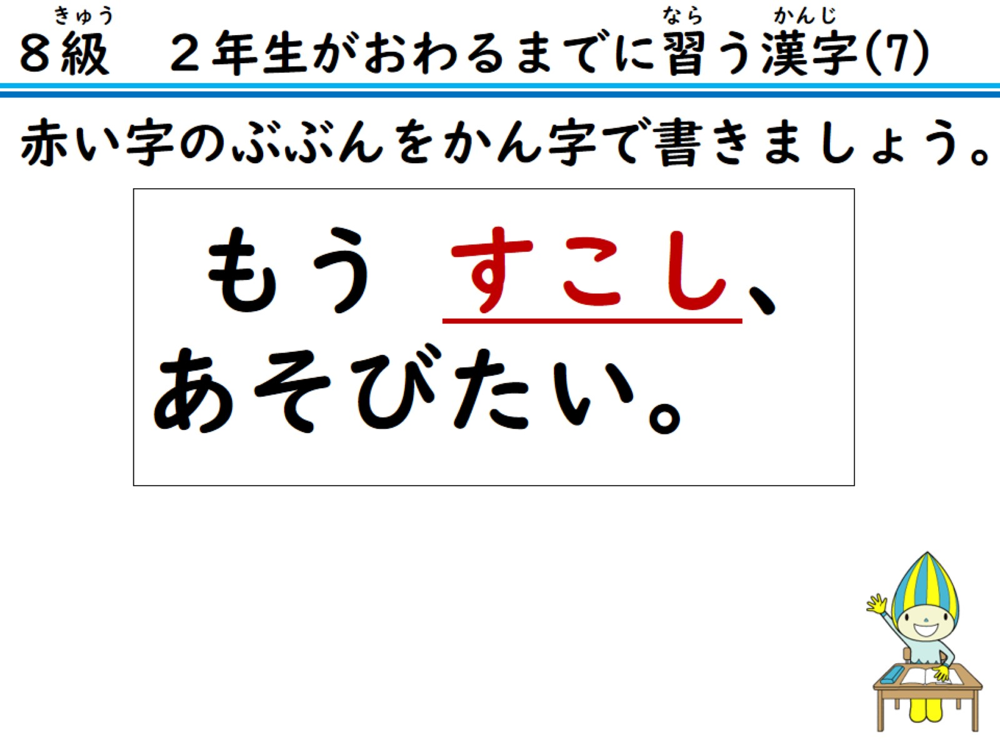 きゅう なら かんじ
8級 2年生がおわるまでに習う漢字(7)
赤い字のぶぶんをかん字で書きましょう。
もう すこし、
あそびたい。